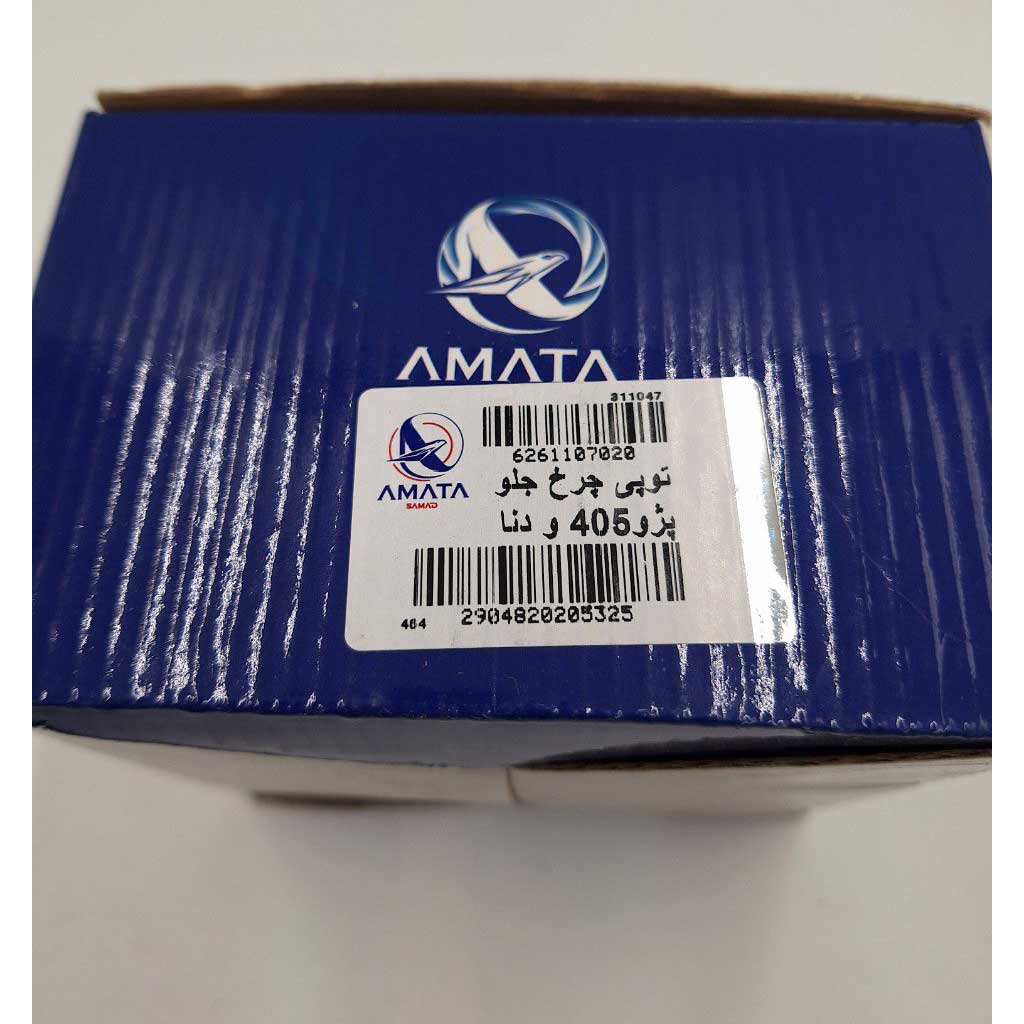 AMATA
311047
6261107020
AMATA
SAMAD
توپی چرخ جلو
پژو405 و دنا
2904820205325
464